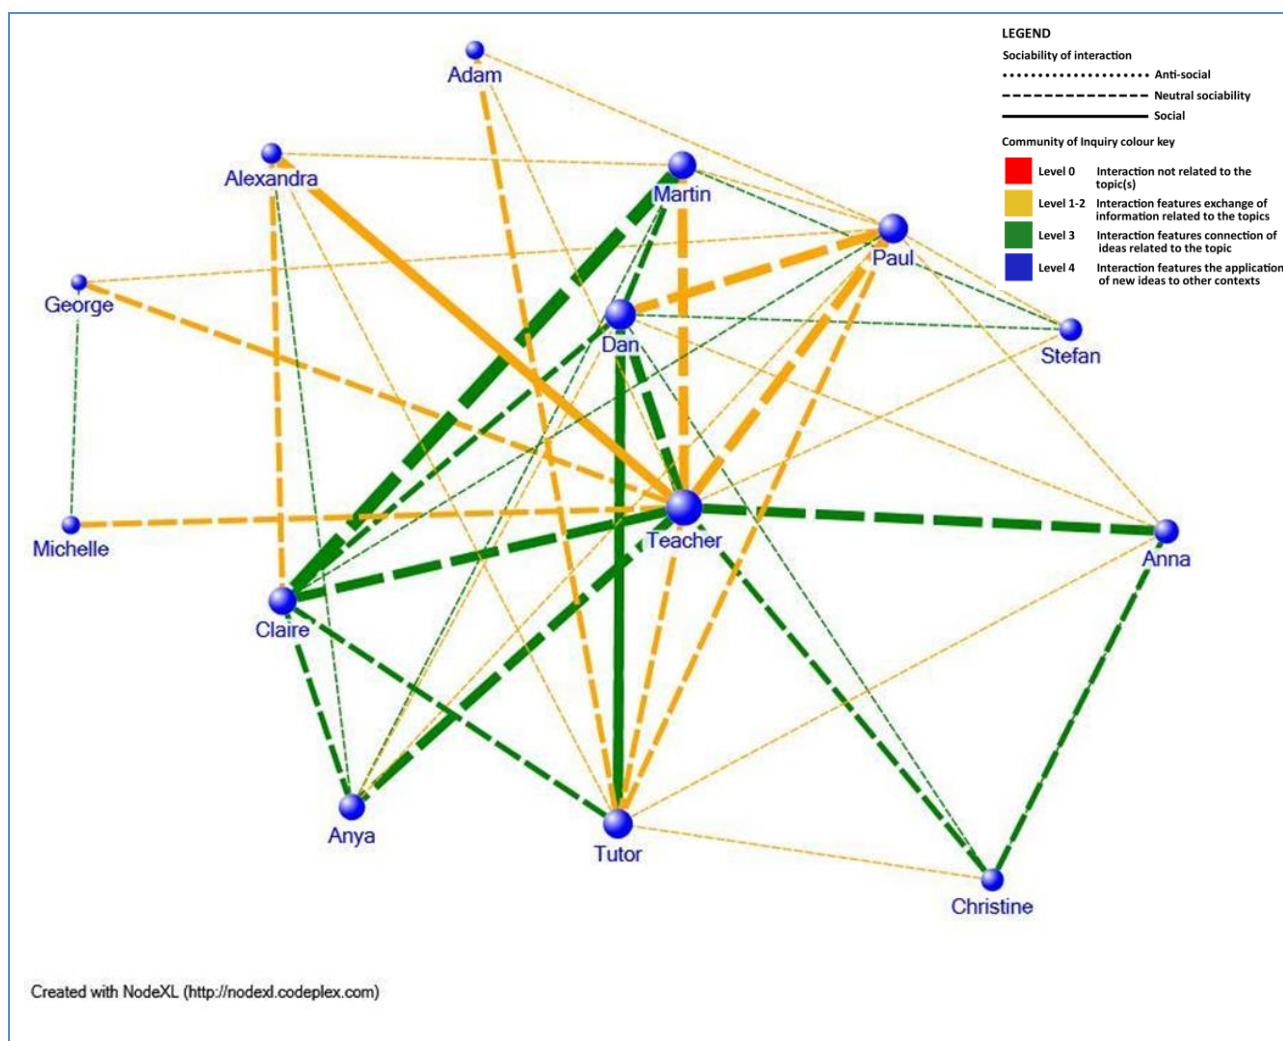 LEGEND
Sociability of interaction
Anti-social
Neutral sociability
Social
Community of Inquiry colour key
Level 0 Interaction not related to the
topic(s)
Level 1-2 Interaction features exchange of
information related to the topics
Level 3 Interaction features connection of
ideas related to the topic
Level 4 Interaction features the application
of new ideas to other contexts
Adam
Alexandra
Martin
Paul
George
Dan
Stefan
Michelle
Teacher
Anna
Claire
Anya
Tutor
Christine
Created with NodeXL (http://nodexl.codeplex.com)